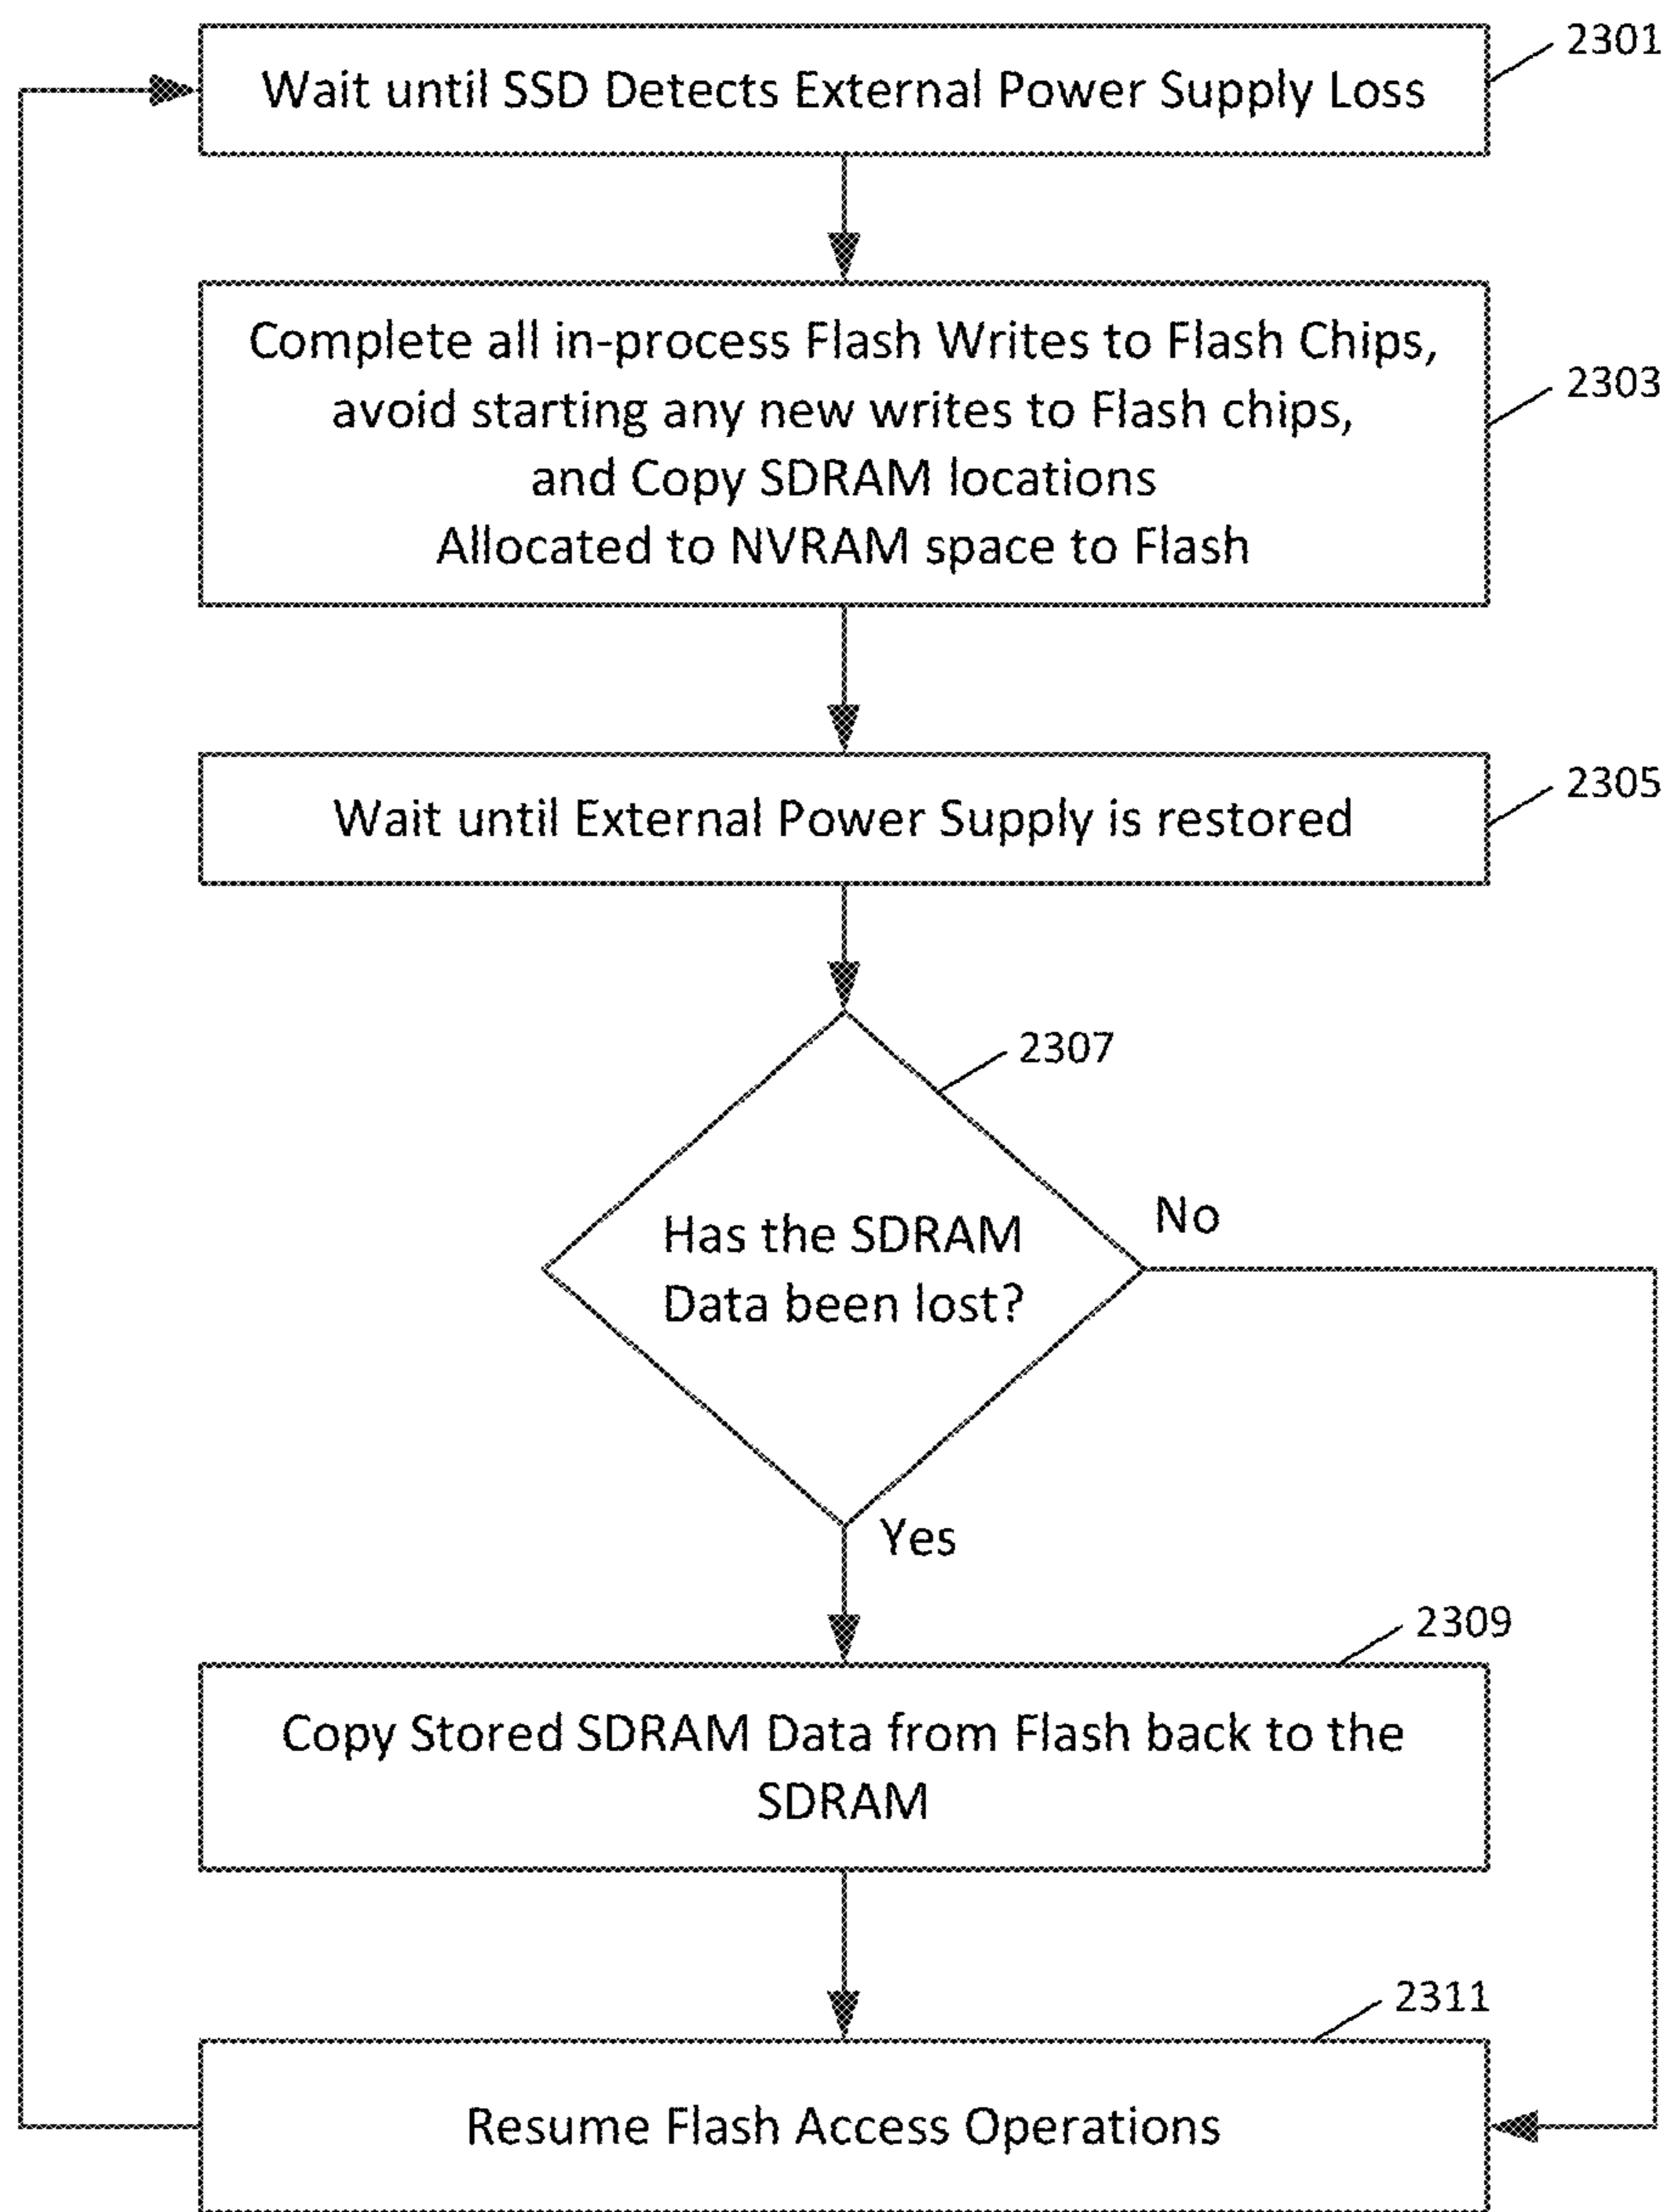 2301
Wait until SSD Detects External Power Supply Loss
Complete all in-process Flash Writes to Flash Chips,
2303
avoid starting any new writes to Flash chips,
and Copy SDRAM locations
Allocated to NVRAM space to Flash
2305
Wait until External Power Supply is restored
2307
No
Has the SDRAM
Data been lost?
Yes
2309
Copy Stored SDRAM Data from Flash back to the
SDRAM
2311
Resume Flash Access Operations